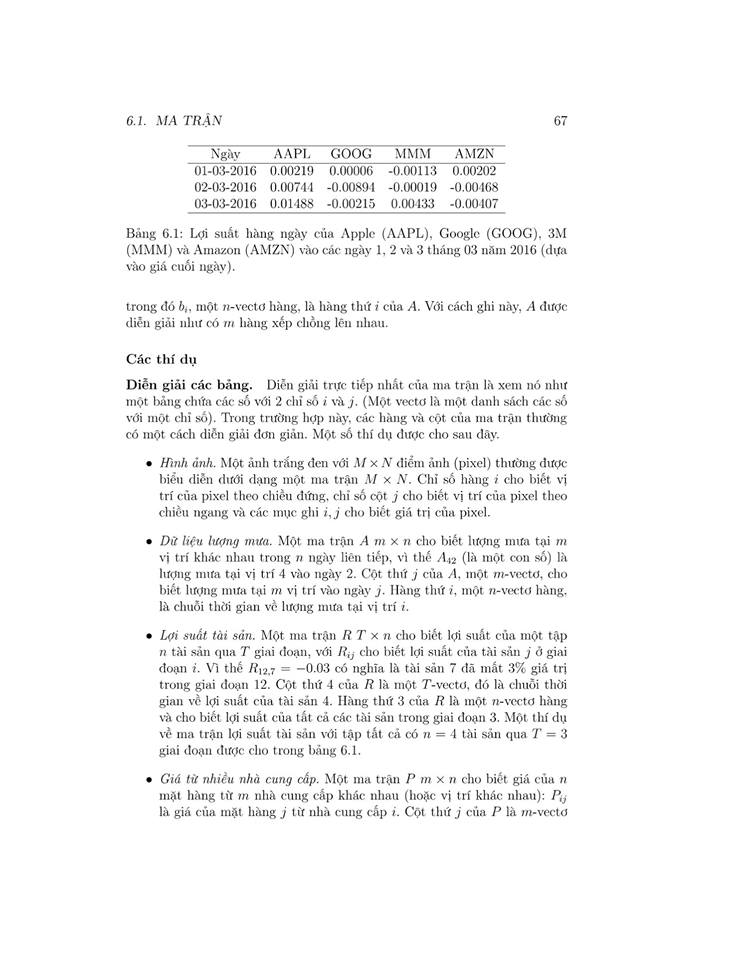 6.1. MA TRẬN 67
Ngày AAPL GOOG MMM AMZN
01-03-2016 0.00219 0.00006 -0.00113 0.00202
02-03-2016 0.00744 -0.00894 -0.00019 -0.00468
03-03-2016 0.01488 -0.00215 0.00433 -0.00407
Bảng 6.1: Lợi suất hàng ngày của Apple (AAPL), Google (GOOG), 3M
(MMM) và Amazon (AMZN) vào các ngày 1, 2 và 3 tháng 03 năm 2016 (dựa
vào giá cuối ngày).
trong đó bᵢ, một n-vectơ hàng, là hàng thứ i của A. Với cách ghi này, A được
diễn giải như có m hàng xếp chồng lên nhau.
Các thí dụ
Diễn giải các bảng. Diễn giải trực tiếp nhất của ma trận là xem nó như
một bảng chứa các số với 2 chỉ số i và j. (Một vectơ là một danh sách các số
với một chỉ số). Trong trường hợp này, các hàng và cột của ma trận thường
có một cách diễn giải đơn giản. Một số thí dụ được cho sau đây.
• Hình ảnh. Một ảnh trắng đen với M × N điểm ảnh (pixel) thường được
biểu diễn dưới dạng một ma trận M × N. Chỉ số hàng i cho biết vị
trí của pixel theo chiều đứng, chỉ số cột j cho biết vị trí của pixel theo
chiều ngang và các mục ghi i, j cho biết giá trị của pixel.
• Dữ liệu lượng mưa. Một ma trận A m × n cho biết lượng mưa tại m
vị trí khác nhau trong n ngày liên tiếp, vì thế A₄₂ (là một con số) là
lượng mưa tại vị trí 4 vào ngày 2. Cột thứ j của A, một m-vectơ, cho
biết lượng mưa tại m vị trí vào ngày j. Hàng thứ i, một n-vectơ hàng,
là chuỗi thời gian về lượng mưa tại vị trí i.
• Lợi suất tài sản. Một ma trận R T × n cho biết lợi suất của một tập
n tài sản qua T giai đoạn, với Rᵢⱼ cho biết lợi suất của tài sản j ở giai
đoạn i. Vì thế R₁₂,₇ = −0.03 có nghĩa là tài sản 7 đã mất 3% giá trị
trong giai đoạn 12. Cột thứ 4 của R là một T-vectơ, đó là chuỗi thời
gian về lợi suất của tài sản 4. Hàng thứ 3 của R là một n-vectơ hàng
và cho biết lợi suất của tất cả các tài sản trong giai đoạn 3. Một thí dụ
về ma trận lợi suất tài sản với tập tất cả có n = 4 tài sản qua T = 3
giai đoạn được cho trong bảng 6.1.
• Giá từ nhiều nhà cung cấp. Một ma trận P m × n cho biết giá của n
mặt hàng từ m nhà cung cấp khác nhau (hoặc vị trí khác nhau): Pᵢⱼ
là giá của mặt hàng j từ nhà cung cấp i. Cột thứ j của P là m-vectơ